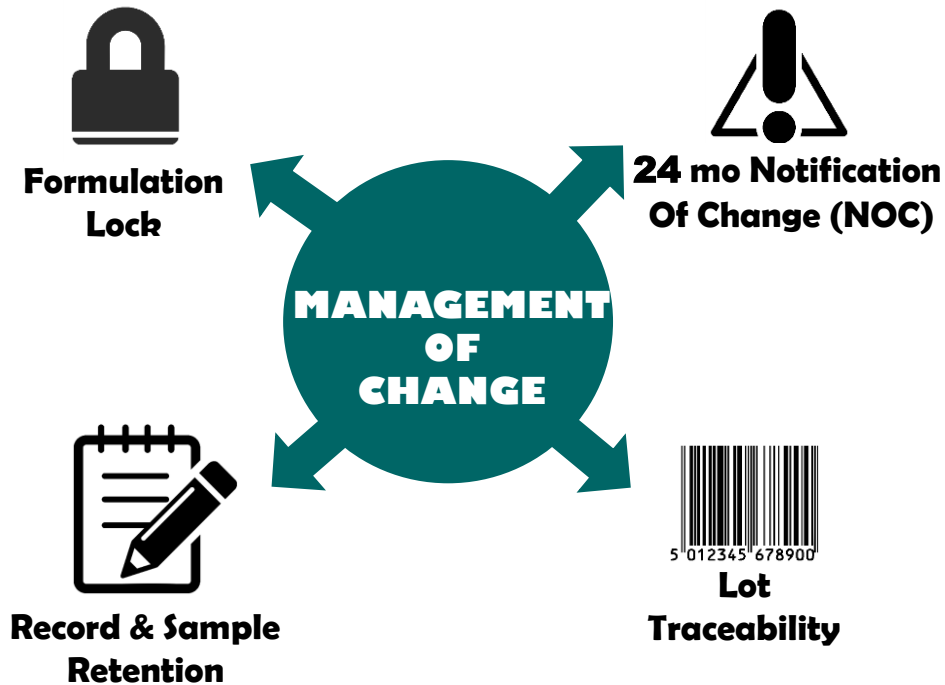 Formulation
Lock
24 mo Notification
Of Change (NOC)
MANAGEMENT
OF
CHANGE
5 012345 678900
Record & Sample
Retention
Lot
Traceability